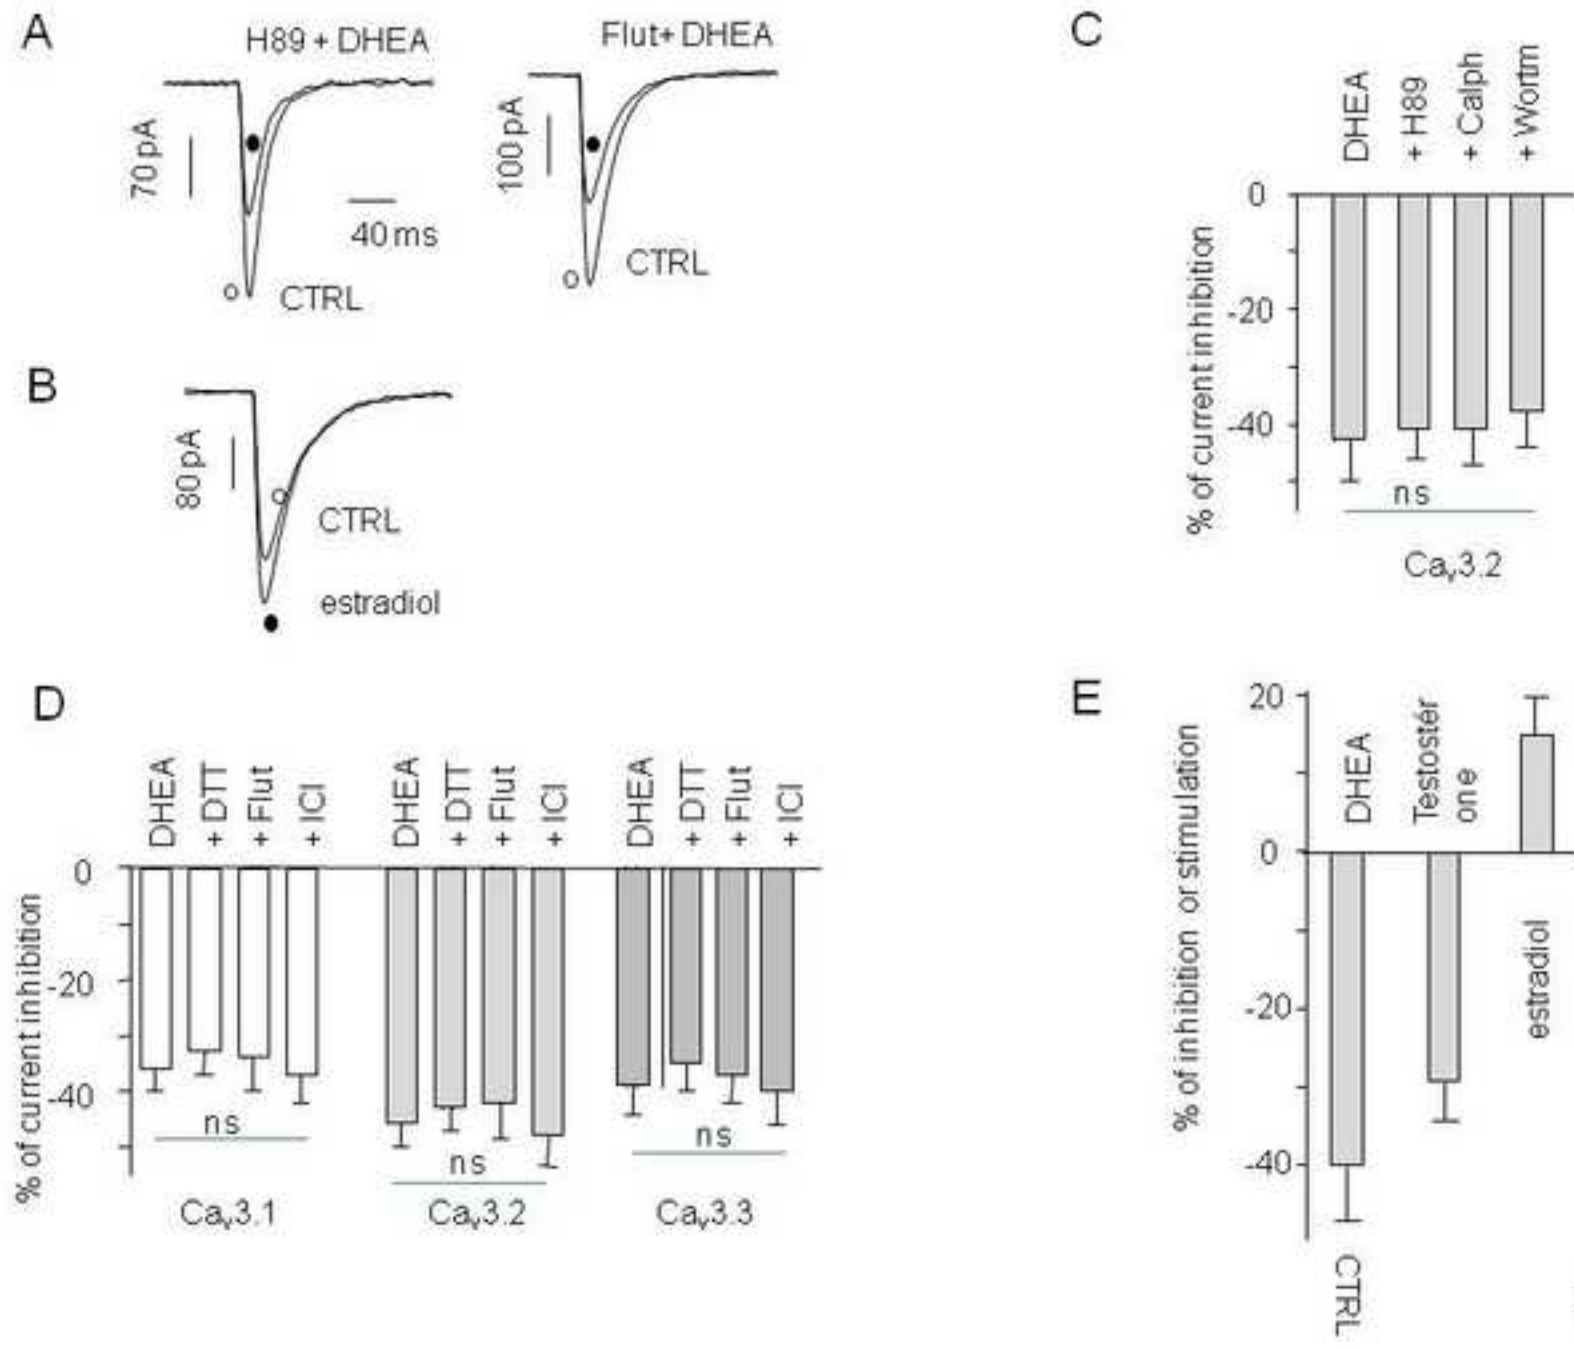 A
H89 + DHEA
70 pA
40 ms
CTRL
Flut+ DHEA
100 pA
CTRL
B
80 pA
CTRL
estradiol
C
DHEA
+ H89
+ Calph
+ Wortm
% of current inhibition
0
-20
-40
ns
Cav3.2
D
DHEA
+ DTT
+ Flut
+ ICI
DHEA
+ DTT
+ Flut
+ ICI
DHEA
+ DTT
+ Flut
+ ICI
% of current inhibition
0
-20
-40
ns
ns
ns
Cav3.1
Cav3.2
Cav3.3
E
% of inhibition or stimulation
20
0
-20
-40
DHEA
Testostér
one
estradiol
CTRL